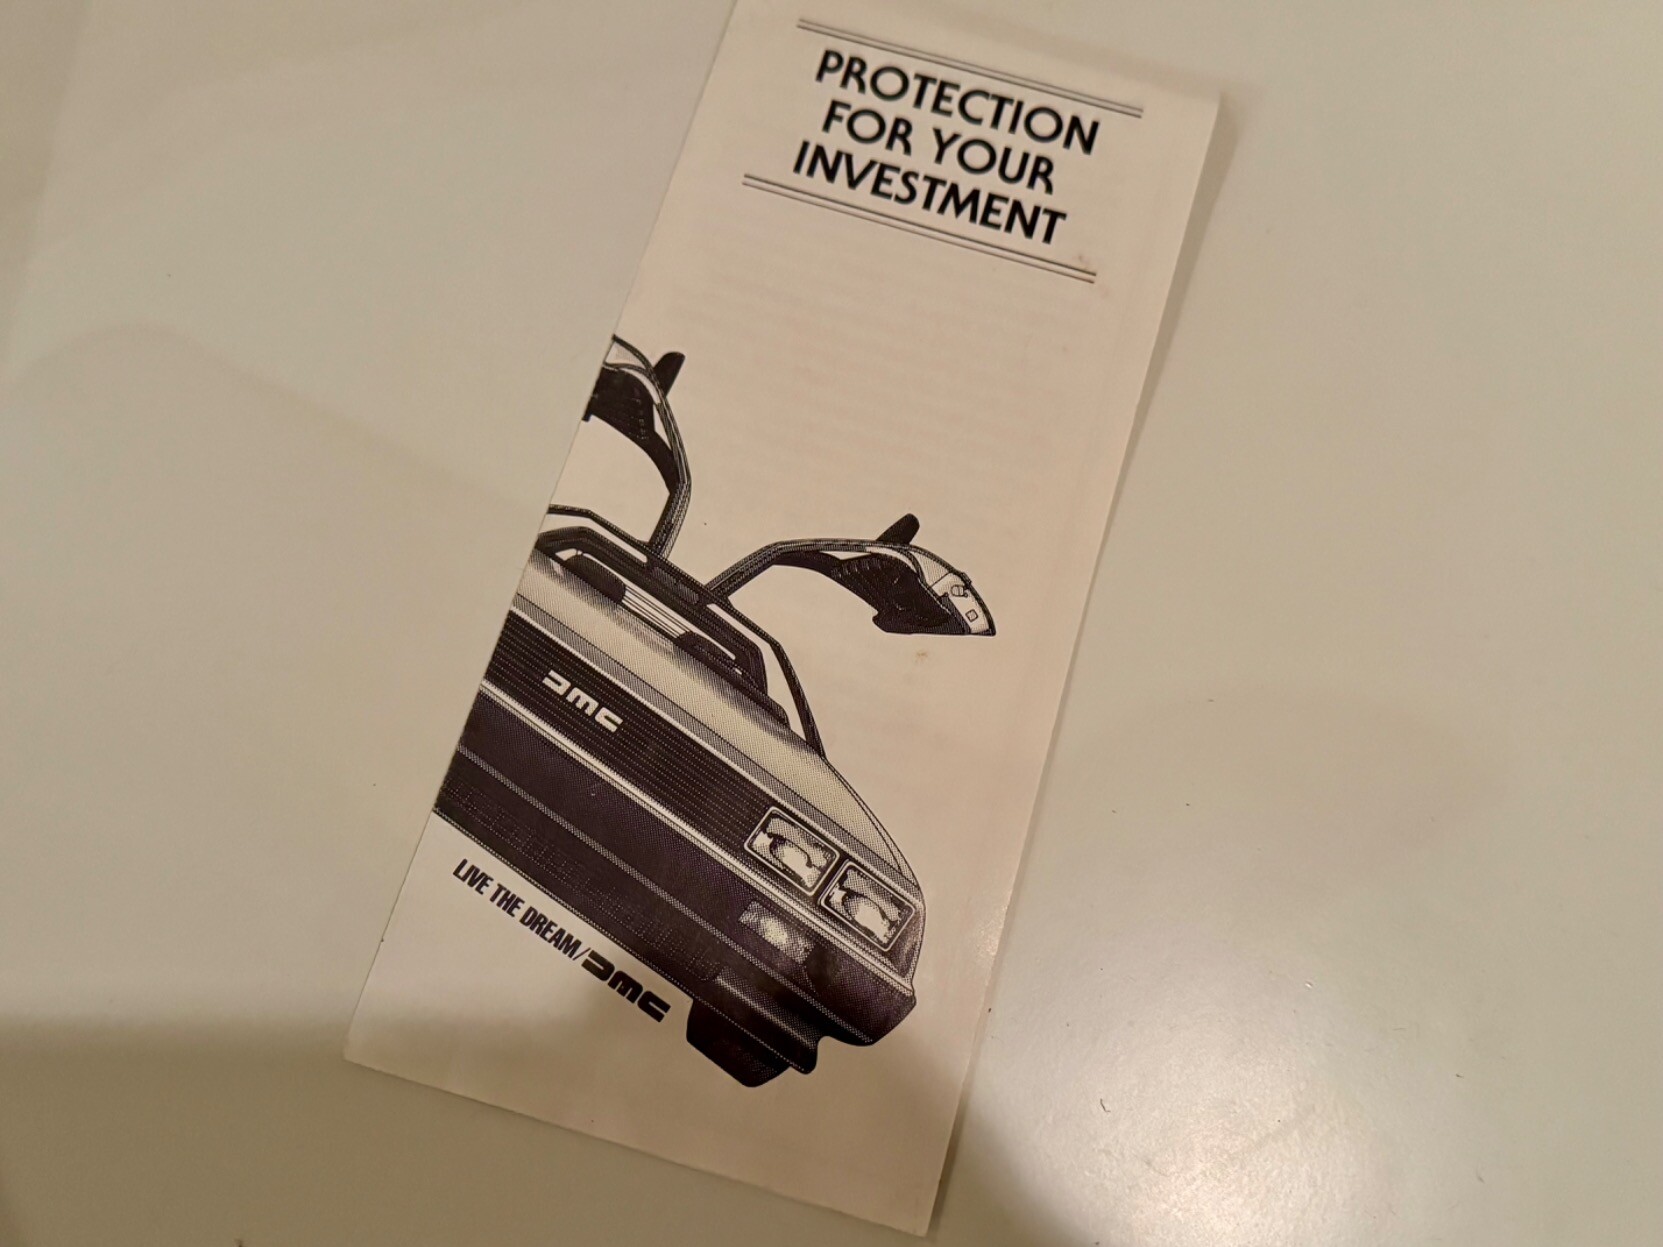 PROTECTION
FOR YOUR
INVESTMENT
DMC
LIVE THE DREAM/DMC